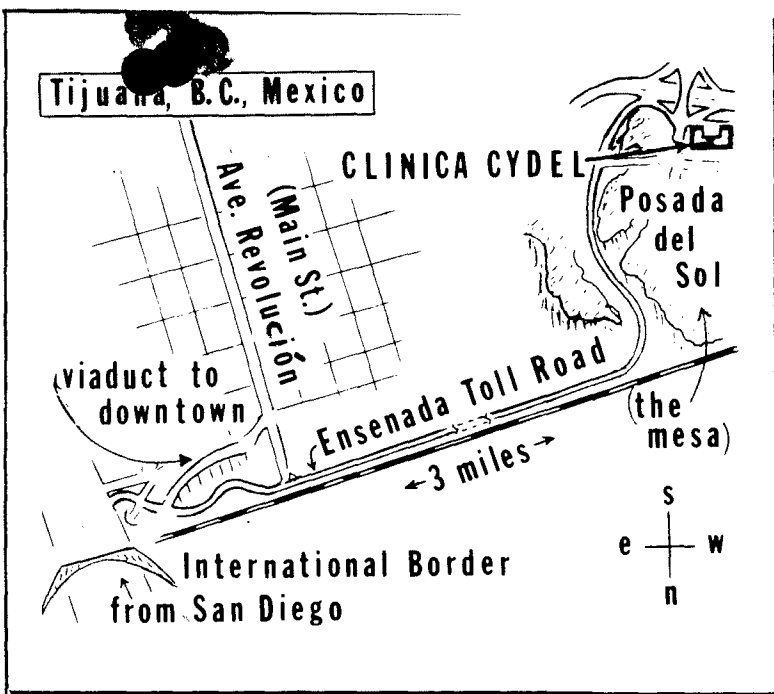 Tijuana, B.C., Mexico
CLINICA CYDEL
Posada
del
Sol
(Main St.)
Ave. Revolución
viaduct to
downtown
Ensenada Toll Road
(the
mesa)
3 miles
International Border
from San Diego
s
e w
n